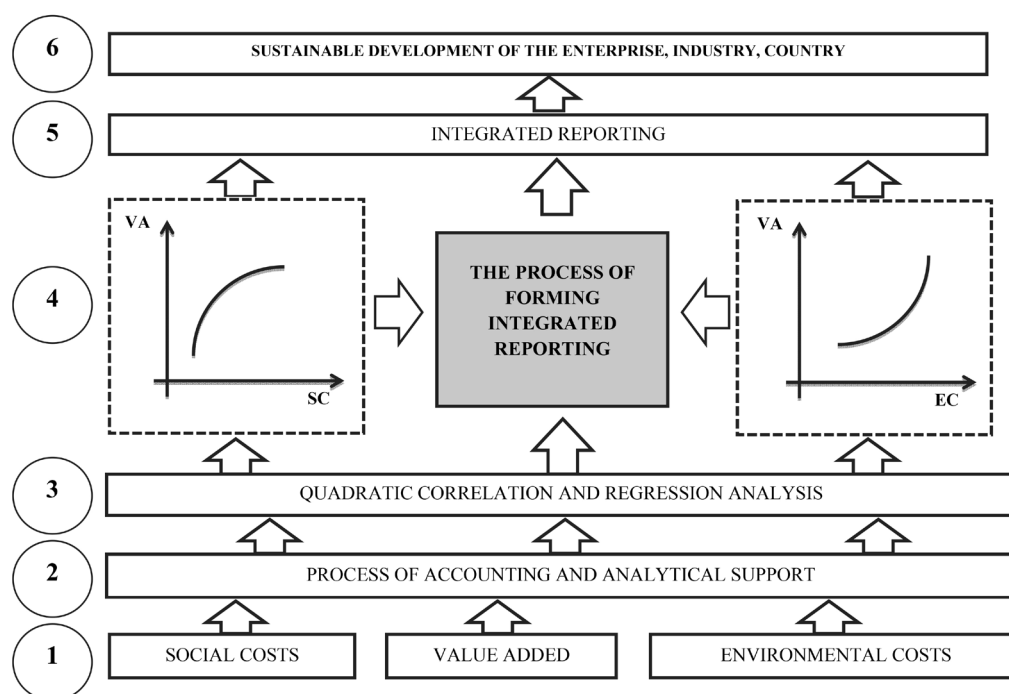 6
SUSTAINABLE DEVELOPMENT OF THE ENTERPRISE, INDUSTRY, COUNTRY
5
INTEGRATED REPORTING
4
VA
SC
THE PROCESS OF
FORMING
INTEGRATED
REPORTING
VA
EC
3
QUADRATIC CORRELATION AND REGRESSION ANALYSIS
2
PROCESS OF ACCOUNTING AND ANALYTICAL SUPPORT
1
SOCIAL COSTS
VALUE ADDED
ENVIRONMENTAL COSTS